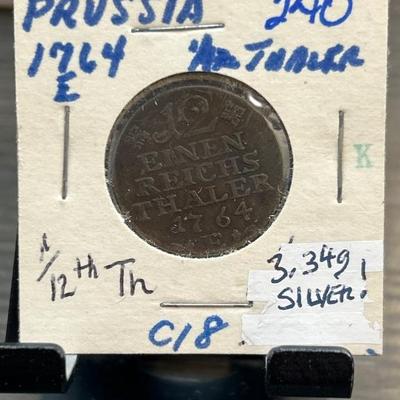 PRUSSIA 240
1764 1/12 THALER
E
12
EINEN
REICHS
THALER
1764
E
K
1/12th Th
3.349,
SILVER!
C18